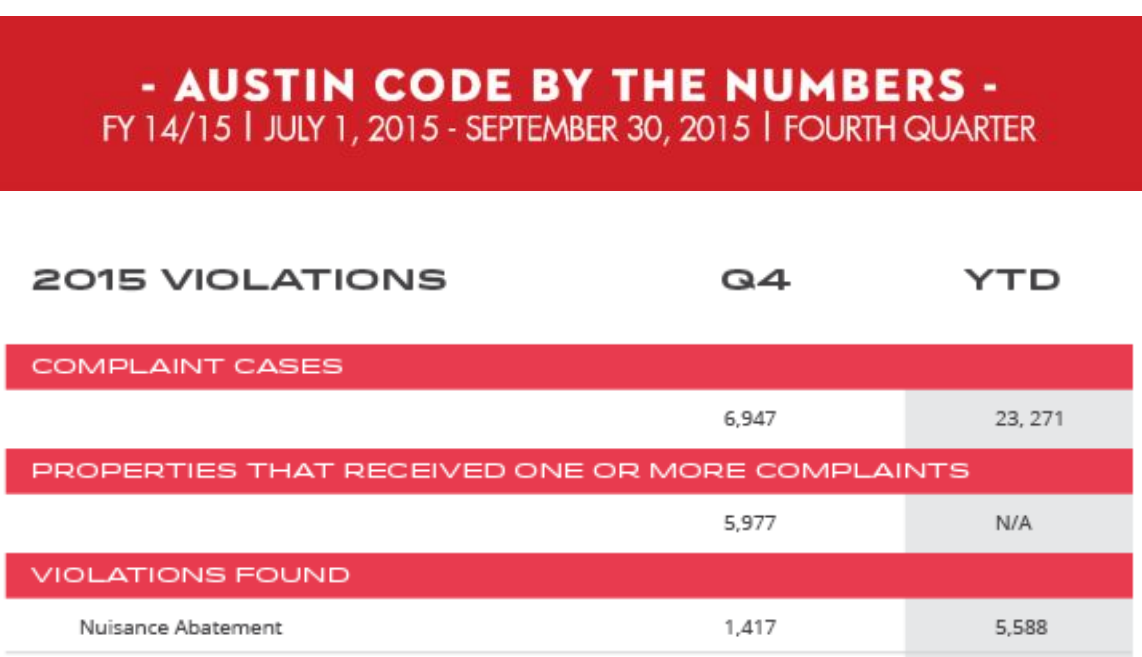 - AUSTIN CODE BY THE NUMBERS -
FY 14/15 | JULY 1, 2015 - SEPTEMBER 30, 2015 | FOURTH QUARTER
2015 VIOLATIONS Q4 YTD
COMPLAINT CASES
6,947 23, 271
PROPERTIES THAT RECEIVED ONE OR MORE COMPLAINTS
5,977 N/A
VIOLATIONS FOUND
Nuisance Abatement 1,417 5,588